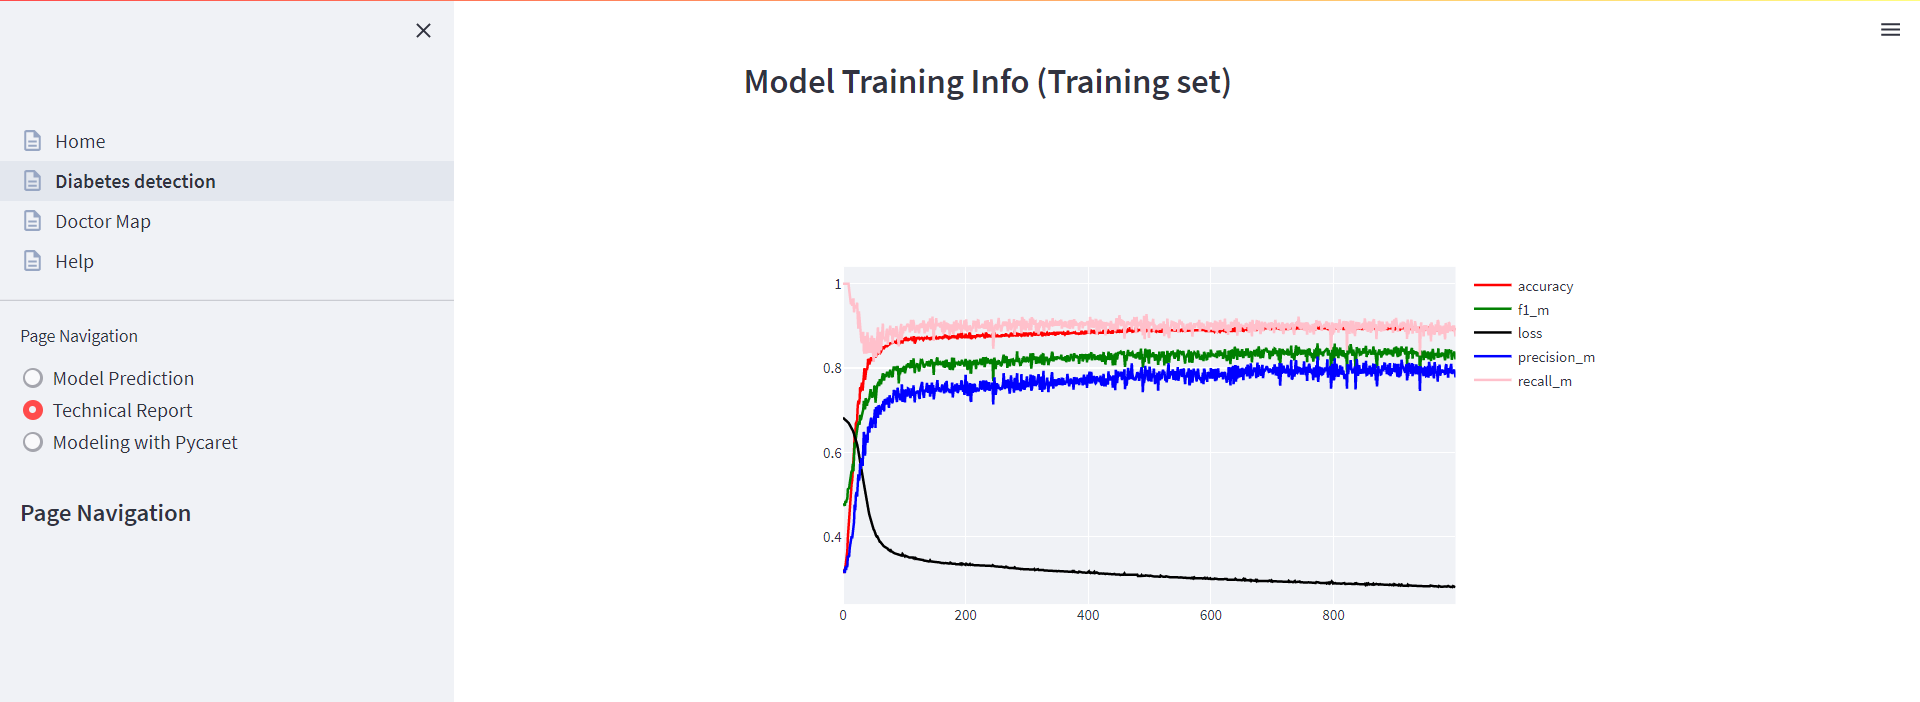 Home
Diabetes detection
Doctor Map
Help
Page Navigation
Model Prediction
Technical Report
Modeling with Pycaret
Page Navigation
Model Training Info (Training set)
1
0.8
0.6
0.4
0
200
400
600
800
accuracy
f1_m
loss
precision_m
recall_m